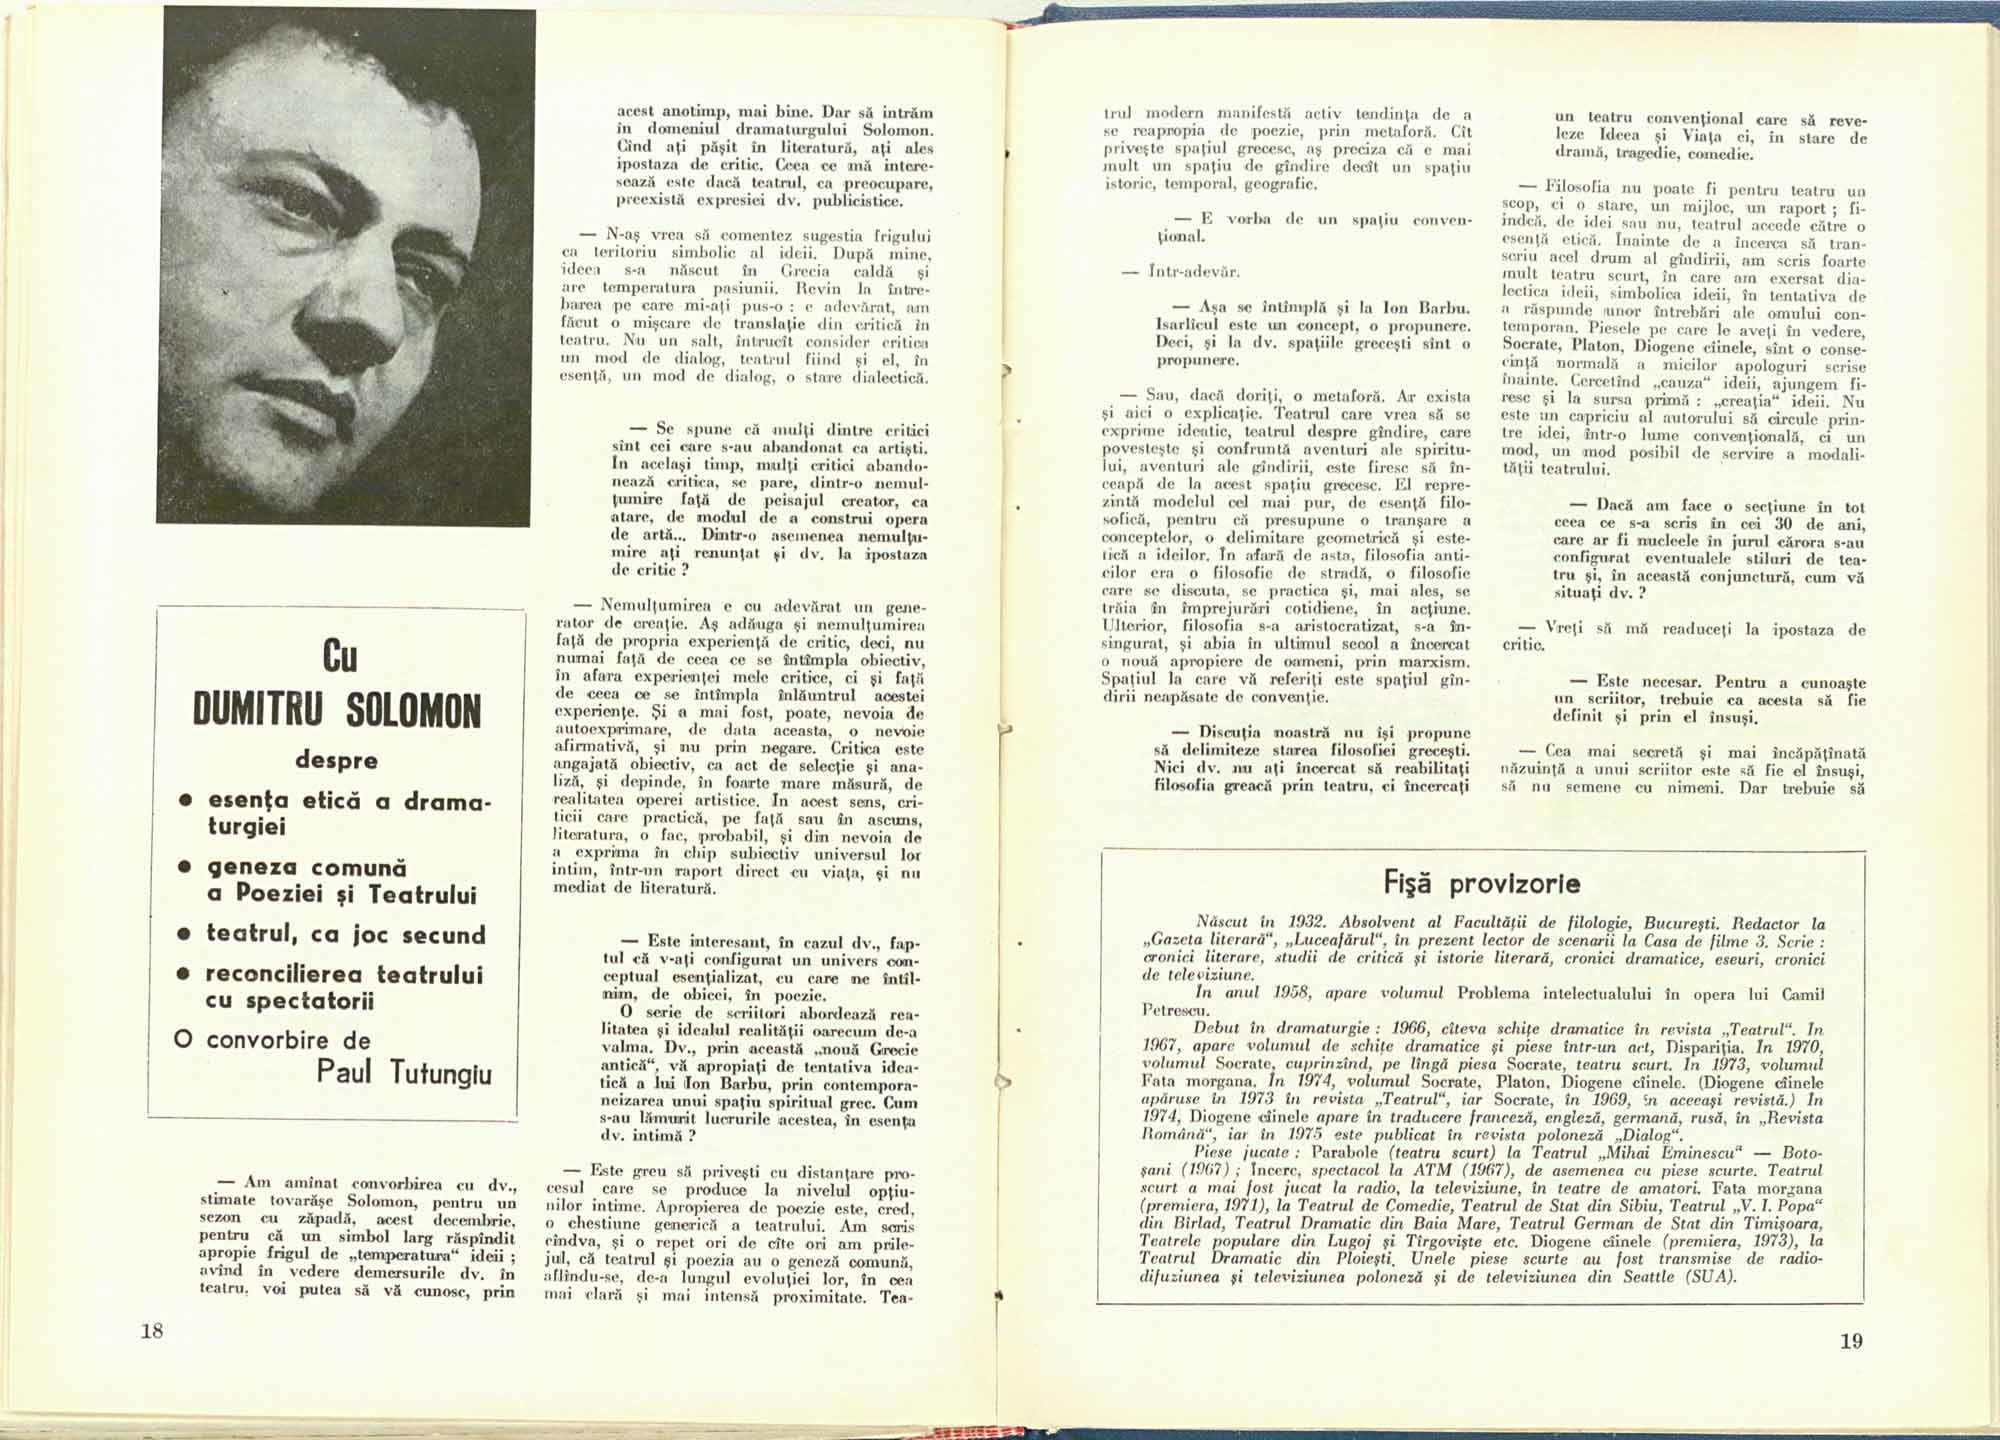 Cu
DUMITRU SOLOMON
despre
● esența etică a drama-
turgiei
● geneza comună
a Poeziei și Teatrului
● teatrul, ca joc secund
● reconcilierea teatrului
cu spectatorii
O convorbire de
Paul Tutungiu
— Am amînat convorbirea cu dv.,
stimate tovarășe Solomon, pentru un
sezon cu zăpadă, acest decembrie,
pentru că un simbol larg răspîndit
apropie frigul de „temperatura“ ideii ;
avînd în vedere demersurile dv. în
teatru, voi putea să vă cunosc, prin
acest anotimp, mai bine. Dar să intrăm
în domeniul dramaturgului Solomon.
Cînd ați pășit în literatură, ați ales
ipostaza de critic. Ceea ce mă intere-
sează este dacă teatrul, ca preocupare,
preexistă expresiei dv. publicistice.
— N-aș vrea să comentez sugestia frigului
ca teritoriu simbolic al ideii. După mine,
ideea s-a născut în Grecia caldă și
are temperatura pasiunii. Revin la între-
barea pe care mi-ați pus-o : e adevărat, am
făcut o mișcare de translație din critică în
teatru. Nu un salt, întrucît consider critica
un mod de dialog, teatrul fiind și el, în
esență, un mod de dialog, o stare dialectică.
— Se spune că mulți dintre critici
sînt cei care s-au abandonat ca artiști.
În același timp, mulți critici abando-
nează critica, se pare, dintr-o nemul-
țumire față de peisajul creator, ca
atare, de modul de a construi opera
de artă... Dintr-o asemenea nemulțu-
mire ați renunțat și dv. la ipostaza
de critic ?
— Nemulțumirea e cu adevărat un gene-
rator de creație. Aș adăuga și nemulțumirea
față de propria experiență de critic, deci, nu
numai față de ceea ce se întîmpla obiectiv,
în afara experienței mele critice, ci și față
de ceea ce se întîmpla înlăuntrul acestei
experiențe. Și a mai fost, poate, nevoia de
autoexprimare, de data aceasta, o nevoie
afirmativă, și nu prin negare. Critica este
angajată obiectiv, ca act de selecție și ana-
liză, și depinde, în foarte mare măsură, de
realitatea operei artistice. În acest sens, cri-
ticii care practică, pe față sau în ascuns,
literatura, o fac, probabil, și din nevoia de
a exprima în chip subiectiv universul lor
intim, într-un raport direct cu viața, și nu
mediat de literatură.
— Este interesant, în cazul dv., fap-
tul că v-ați configurat un univers con-
ceptual esențializat, cu care ne întîl-
nim, de obicei, în poezie.
O serie de scriitori abordează rea-
litatea și idealul realității oarecum de-a
valma. Dv., prin această „nouă Grecie
antică“, vă apropiați de tentativa idea-
tică a lui Ion Barbu, prin contempora-
neizarea unui spațiu spiritual grec. Cum
s-au lămurit lucrurile acestea, în esența
dv. intimă ?
— Este greu să privești cu distanțare pro-
cesul care se produce la nivelul opțiu-
nilor intime. Apropierea de poezie este, cred,
o chestiune generică a teatrului. Am scris
cîndva, și o repet ori de cîte ori am prile-
jul, că teatrul și poezia au o geneză comună,
aflîndu-se, de-a lungul evoluției lor, în cea
mai clară și mai intensă proximitate. Tea-
18
trul modern manifestă activ tendința de a
se reapropia de poezie, prin metaforă. Cît
privește spațiul grecesc, aș preciza că e mai
mult un spațiu de gîndire decît un spațiu
istoric, temporal, geografic.
— E vorba de un spațiu conven-
țional.
— Într-adevăr.
— Așa se întîmplă și la Ion Barbu.
Isarlîcul este un concept, o propunere.
Deci, și la dv. spațiile grecești sînt o
propunere.
— Sau, dacă doriți, o metaforă. Ar exista
și aici o explicație. Teatrul care vrea să se
exprime ideatic, teatrul despre gîndire, care
povestește și confruntă aventuri ale spiritu-
lui, aventuri ale gîndirii, este firesc să în-
ceapă de la acest spațiu grecesc. El repre-
zintă modelul cel mai pur, de esență filo-
sofică, pentru că presupune o tranșare a
conceptelor, o delimitare geometrică și este-
tică a ideilor. În afară de asta, filosofia anti-
cilor era o filosofie de stradă, o filosofie
care se discuta, se practica și, mai ales, se
trăia în împrejurări cotidiene, în acțiune.
Ulterior, filosofia s-a aristocratizat, s-a în-
singurat, și abia în ultimul secol a încercat
o nouă apropiere de oameni, prin marxism.
Spațiul la care vă referiți este spațiul gîn-
dirii neapăsate de convenție.
— Discuția noastră nu își propune
să delimiteze starea filosofiei grecești.
Nici dv. nu ați încercat să reabilitați
filosofia greacă prin teatru, ci încercați
un teatru convențional care să reve-
leze Ideea și Viața ei, în stare de
dramă, tragedie, comedie.
— Filosofia nu poate fi pentru teatru un
scop, ci o stare, un mijloc, un raport ; fi-
indcă, de idei sau nu, teatrul accede către o
esență etică. Înainte de a încerca să tran-
scriu acel drum al gîndirii, am scris foarte
mult teatru scurt, în care am exersat dia-
lectica ideii, simbolica ideii, în tentativa de
a răspunde unor întrebări ale omului con-
temporan. Piesele pe care le aveți în vedere,
Socrate, Platon, Diogene cîinele, sînt o conse-
cință normală a micilor apologuri scrise
înainte. Cercetînd „cauza“ ideii, ajungem fi-
resc și la sursa primă : „creația“ ideii. Nu
este un capriciu al autorului să circule prin-
tre idei, într-o lume convențională, ci un
mod, un mod posibil de servire a modali-
tății teatrului.
— Dacă am face o secțiune în tot
ceea ce s-a scris în cei 30 de ani,
care ar fi nucleele în jurul cărora s-au
configurat eventualele stiluri de tea-
tru și, în această conjunctură, cum vă
situați dv. ?
— Vreți să mă readuceți la ipostaza de
critic.
— Este necesar. Pentru a cunoaște
un scriitor, trebuie ca acesta să fie
definit și prin el însuși.
— Cea mai secretă și mai încăpățînată
năzuință a unui scriitor este să fie el însuși,
să nu semene cu nimeni. Dar trebuie să
Fișă provizorie
Născut în 1932. Absolvent al Facultății de filologie, București. Redactor la
„Gazeta literară“, „Luceafărul“, în prezent lector de scenarii la Casa de filme 3. Scrie :
cronici literare, studii de critică și istorie literară, cronici dramatice, eseuri, cronici
de televiziune.
În anul 1958, apare volumul Problema intelectualului în opera lui Camil
Petrescu.
Debut în dramaturgie : 1966, cîteva schițe dramatice în revista „Teatrul“. In
1967, apare volumul de schițe dramatice și piese într-un act, Dispariția. In 1970,
volumul Socrate, cuprinzînd, pe lîngă piesa Socrate, teatru scurt. In 1973, volumul
Fata morgana. In 1974, volumul Socrate, Platon, Diogene cîinele. (Diogene cîinele
apăruse în 1973 în revista „Teatrul“, iar Socrate, în 1969, în aceeași revistă.) In
1974, Diogene cîinele apare în traducere franceză, engleză, germană, rusă, în „Revista
Română“, iar în 1975 este publicat în revista poloneză „Dialog“.
Piese jucate : Parabole (teatru scurt) la Teatrul „Mihai Eminescu“ — Boto-
șani (1967) ; Incerc, spectacol la ATM (1967), de asemenea cu piese scurte. Teatrul
scurt a mai fost jucat la radio, la televiziune, în teatre de amatori. Fata morgana
(premiera, 1971), la Teatrul de Comedie, Teatrul de Stat din Sibiu, Teatrul „V. I. Popa“
din Bîrlad, Teatrul Dramatic din Baia Mare, Teatrul German de Stat din Timișoara,
Teatrele populare din Lugoj și Tîrgoviște etc. Diogene cîinele (premiera, 1973), la
Teatrul Dramatic din Ploiești. Unele piese scurte au fost transmise de radio-
difuziunea și televiziunea poloneză și de televiziunea din Seattle (SUA).
19